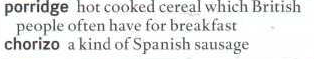 porridge hot cooked cereal which British
people often have for breakfast
chorizo a kind of Spanish sausage